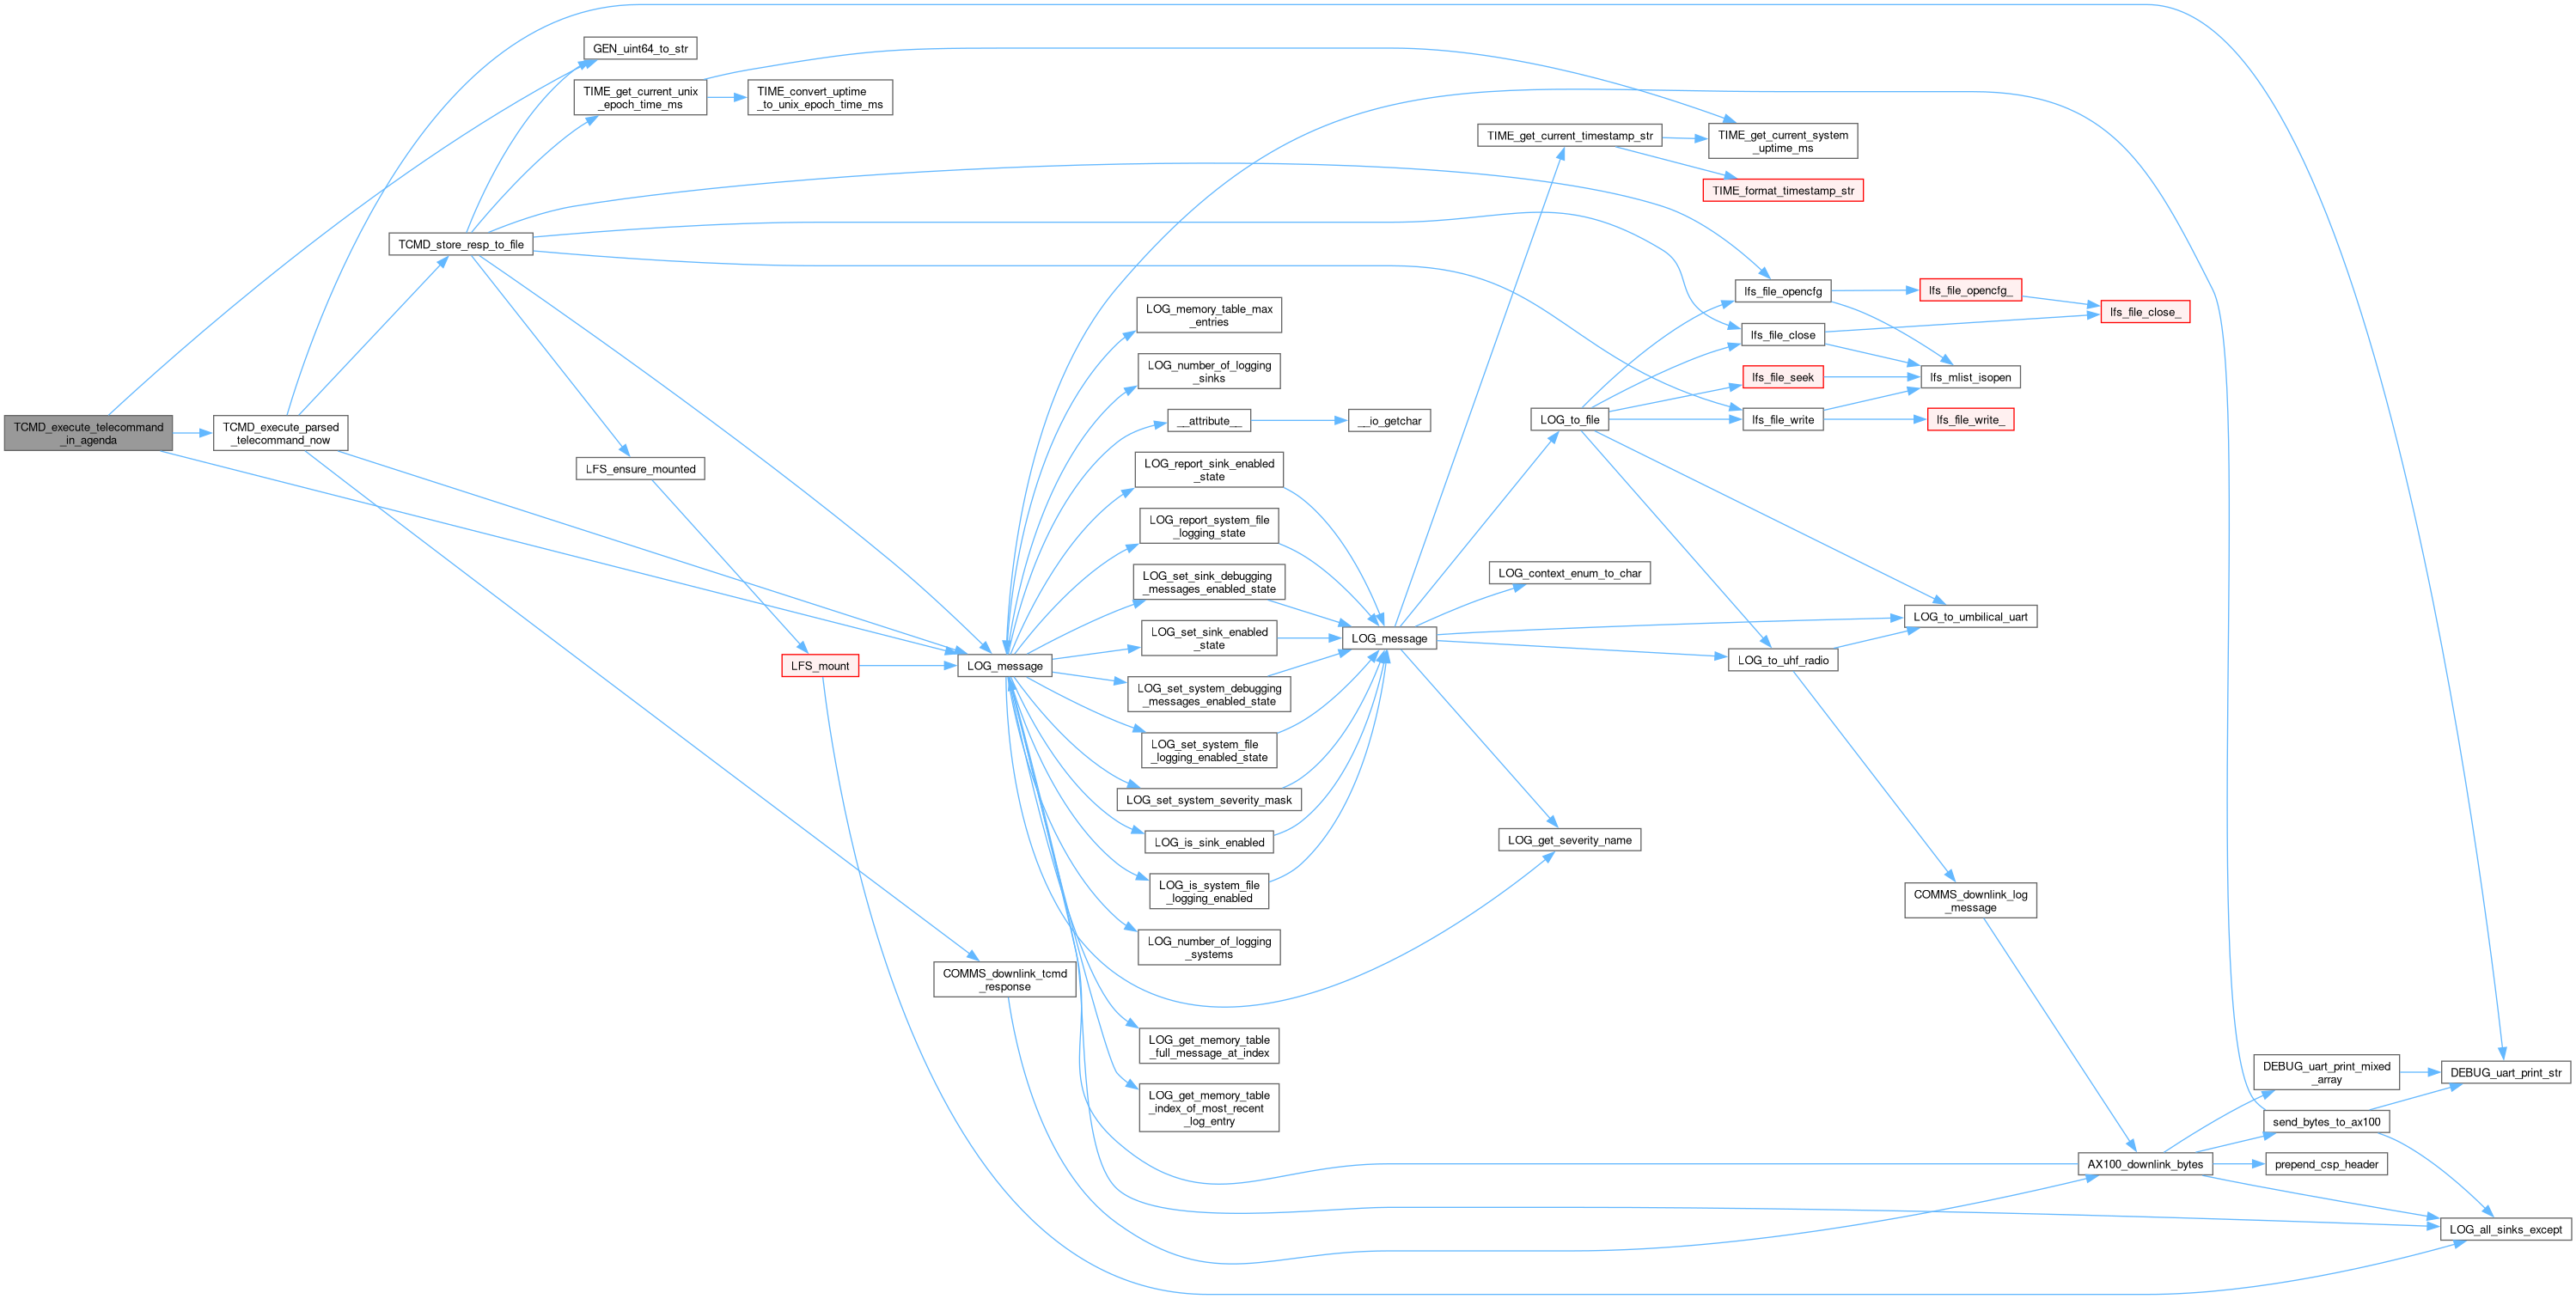 TCMD_execute_telecommand
_in_agenda
TCMD_execute_parsed
_telecommand_now
TCMD_store_resp_to_file
GEN_uint64_to_str
TIME_get_current_unix
_epoch_time_ms
TIME_convert_uptime
_to_unix_epoch_time_ms
LFS_ensure_mounted
LFS_mount
COMMS_downlink_tcmd
_response
LOG_message
LOG_memory_table_max
_entries
LOG_number_of_logging
_sinks
__attribute__
__io_getchar
LOG_report_sink_enabled
_state
LOG_report_system_file
_logging_state
LOG_set_sink_debugging
_messages_enabled_state
LOG_set_sink_enabled
_state
LOG_set_system_debugging
_messages_enabled_state
LOG_set_system_file
_logging_enabled_state
LOG_set_system_severity_mask
LOG_is_sink_enabled
LOG_is_system_file
_logging_enabled
LOG_number_of_logging
_systems
LOG_get_memory_table
_full_message_at_index
LOG_get_memory_table
_index_of_most_recent
_log_entry
LOG_message
TIME_get_current_timestamp_str
TIME_get_current_system
_uptime_ms
TIME_format_timestamp_str
LOG_to_file
LOG_context_enum_to_char
LOG_get_severity_name
lfs_file_opencfg
lfs_file_close
lfs_file_seek
lfs_file_write
lfs_file_opencfg_
lfs_file_close_
lfs_mlist_isopen
lfs_file_write_
LOG_to_umbilical_uart
LOG_to_uhf_radio
COMMS_downlink_log
_message
AX100_downlink_bytes
DEBUG_uart_print_mixed
_array
DEBUG_uart_print_str
send_bytes_to_ax100
prepend_csp_header
LOG_all_sinks_except